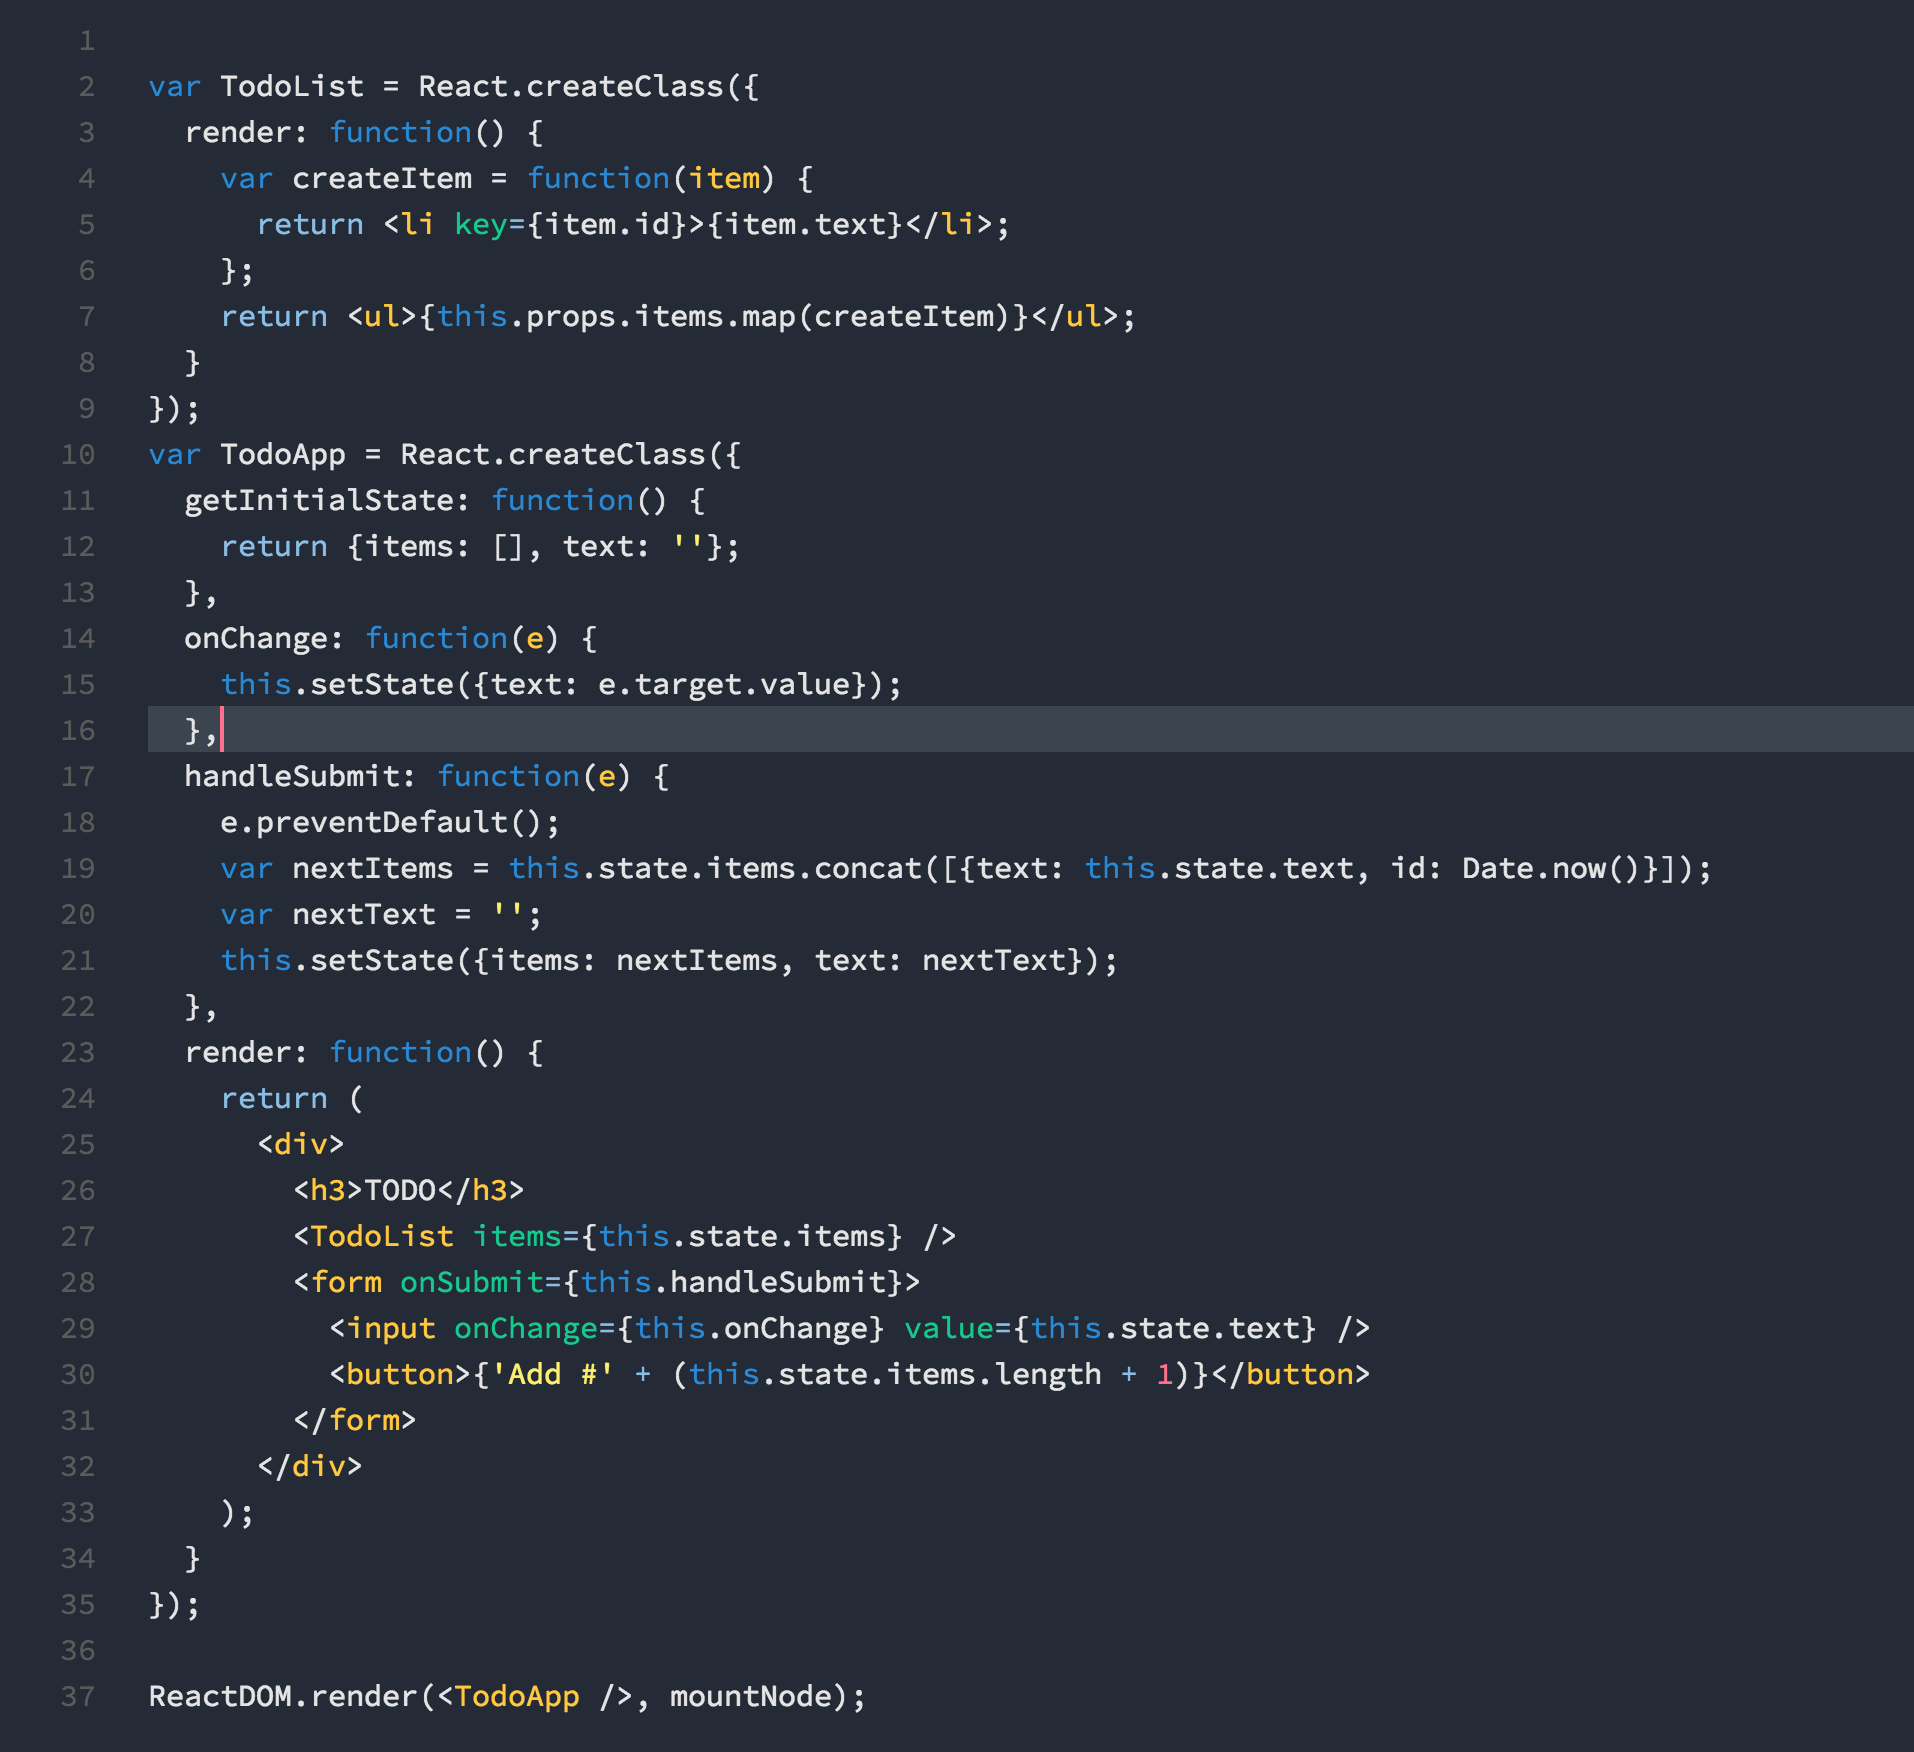 1
2 var TodoList = React.createClass({
3   render: function() {
4     var createItem = function(item) {
5       return <li key={item.id}>{item.text}</li>;
6     };
7     return <ul>{this.props.items.map(createItem)}</ul>;
8   }
9 });
10 var TodoApp = React.createClass({
11   getInitialState: function() {
12     return {items: [], text: ''};
13   },
14   onChange: function(e) {
15     this.setState({text: e.target.value});
16   },
17   handleSubmit: function(e) {
18     e.preventDefault();
19     var nextItems = this.state.items.concat([{text: this.state.text, id: Date.now()}]);
20     var nextText = '';
21     this.setState({items: nextItems, text: nextText});
22   },
23   render: function() {
24     return (
25       <div>
26         <h3>TODO</h3>
27         <TodoList items={this.state.items} />
28         <form onSubmit={this.handleSubmit}>
29           <input onChange={this.onChange} value={this.state.text} />
30           <button>{'Add #' + (this.state.items.length + 1)}</button>
31         </form>
32       </div>
33     );
34   }
35 });
36
37 ReactDOM.render(<TodoApp />, mountNode);